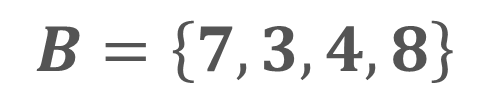 B = {7, 3, 4, 8}